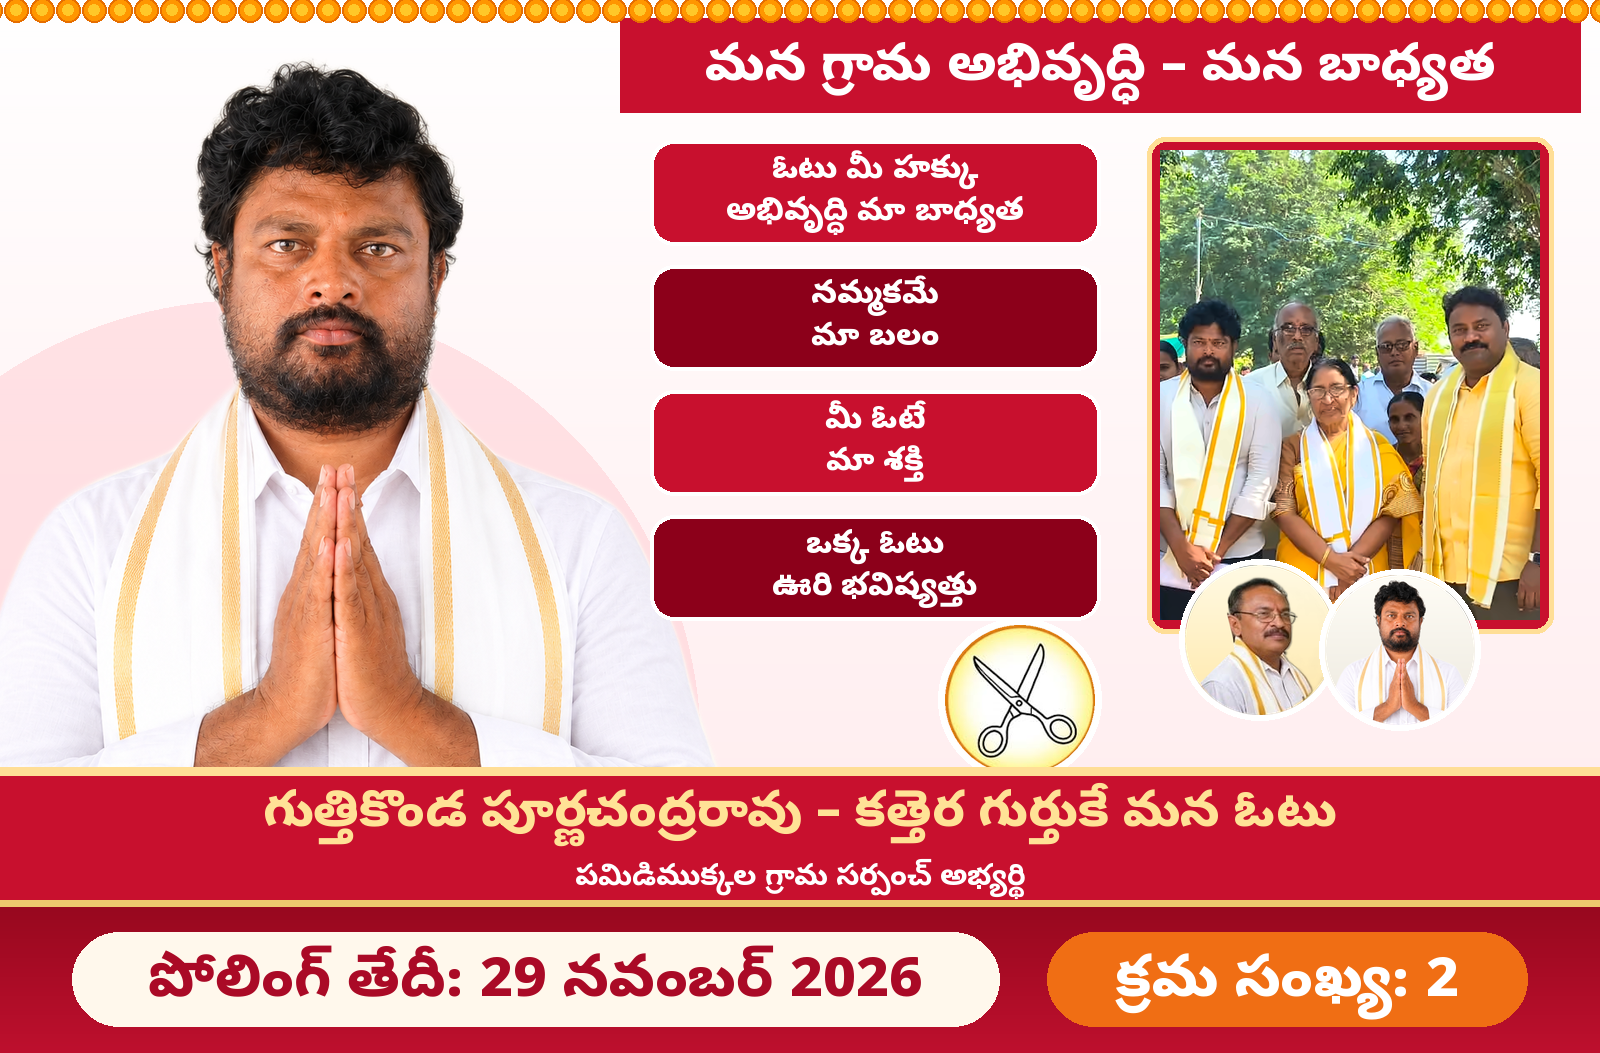 మన గ్రామ అభివృద్ధి – మన బాధ్యత
ఓటు మీ హక్కు
అభివృద్ధి మా బాధ్యత
నమ్మకమే
మా బలం
మీ ఓటే
మా శక్తి
ఒక్క ఓటు
ఊరి భవిష్యత్తు
గుత్తికొండ పూర్ణచంద్రరావు – కత్తెర గుర్తుకే మన ఓటు
పమిడిముక్కల గ్రామ సర్పంచ్ అభ్యర్థి
పోలింగ్ తేదీ: 29 నవంబర్ 2026
క్రమ సంఖ్య: 2